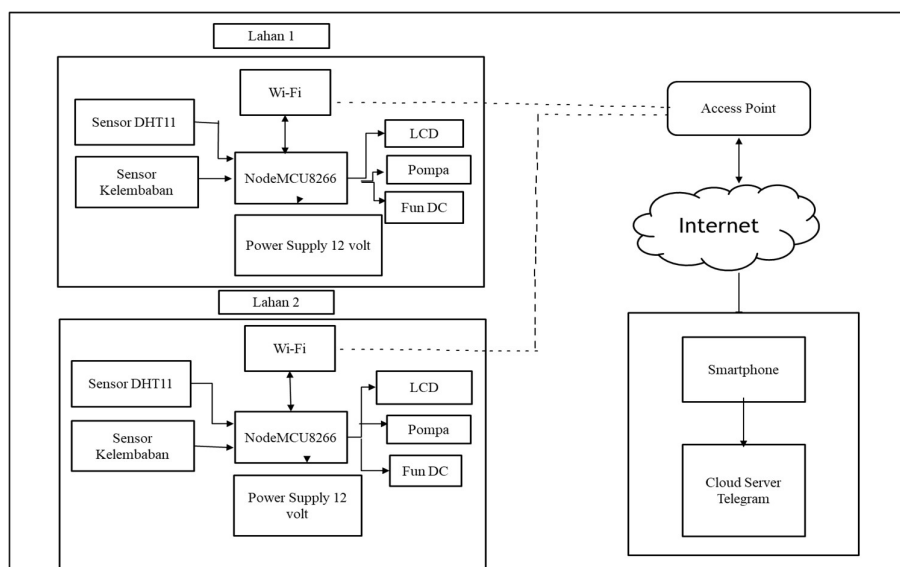 Lahan 1
Wi-Fi
Sensor DHT11
Sensor
Kelembaban
NodeMCU8266
LCD
Pompa
Fun DC
Power Supply 12 volt
Lahan 2
Wi-Fi
Sensor DHT11
Sensor
Kelembaban
NodeMCU8266
LCD
Pompa
Fun DC
Power Supply 12
volt
Access Point
Internet
Smartphone
Cloud Server
Telegram